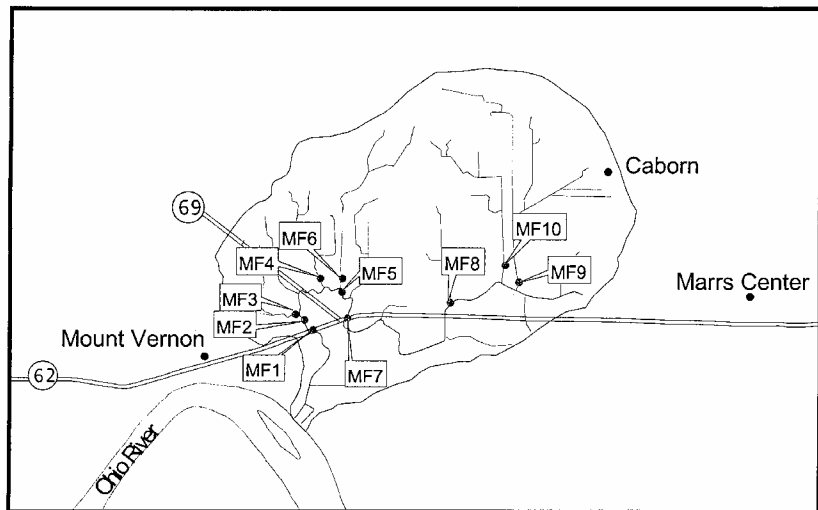 Caborn
69
MF6
MF10
MF4
MF5
MF8
MF9
Marrs Center
MF3
MF2
Mount Vernon
MF1
MF7
62
Ohio River